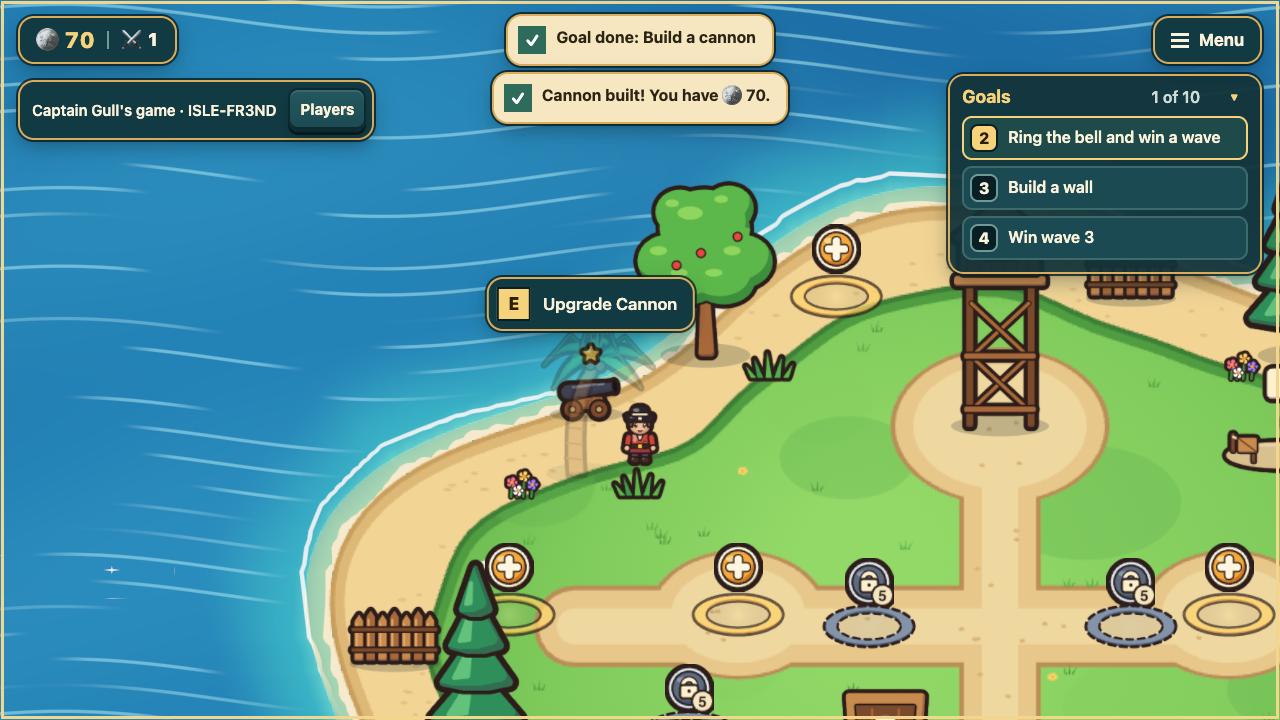 70 | 1
Goal done: Build a cannon
Menu
Captain Gull's game · ISLE-FR3ND
Players
Cannon built! You have 70.
Goals
1 of 10
2 Ring the bell and win a wave
3 Build a wall
4 Win wave 3
E Upgrade Cannon
5
5
5